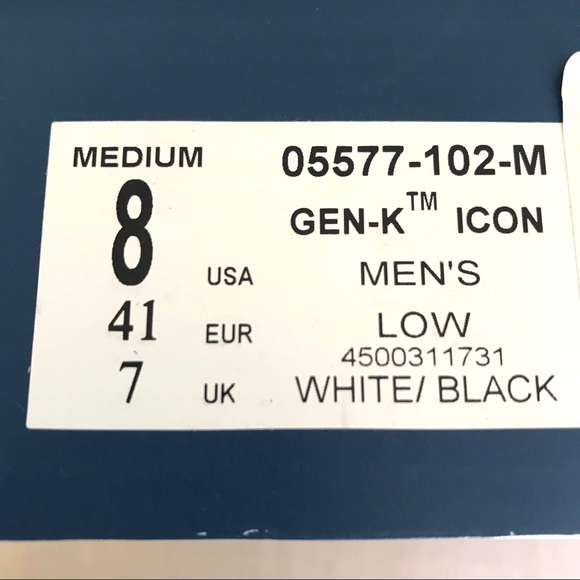 MEDIUM
8 USA
41 EUR
7 UK
05577-102-M
GEN-K™ ICON
MEN'S
LOW
4500311731
WHITE/ BLACK